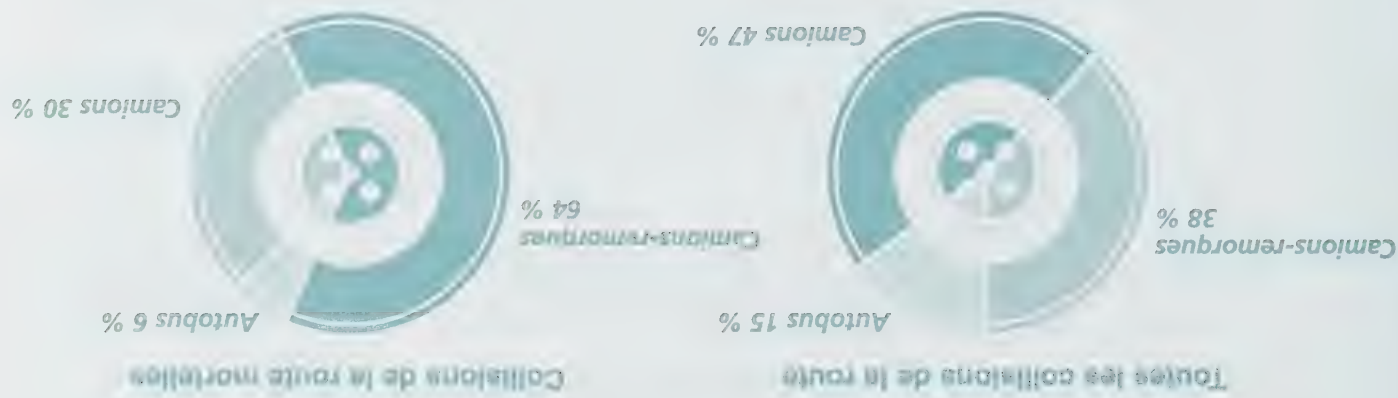 Toutes les collisions de la route
Autobus 15 %
Camions-remorques
38 %
Camions 47 %
Collisions de la route mortelles
Autobus 6 %
Camions-remorques
64 %
Camions 30 %